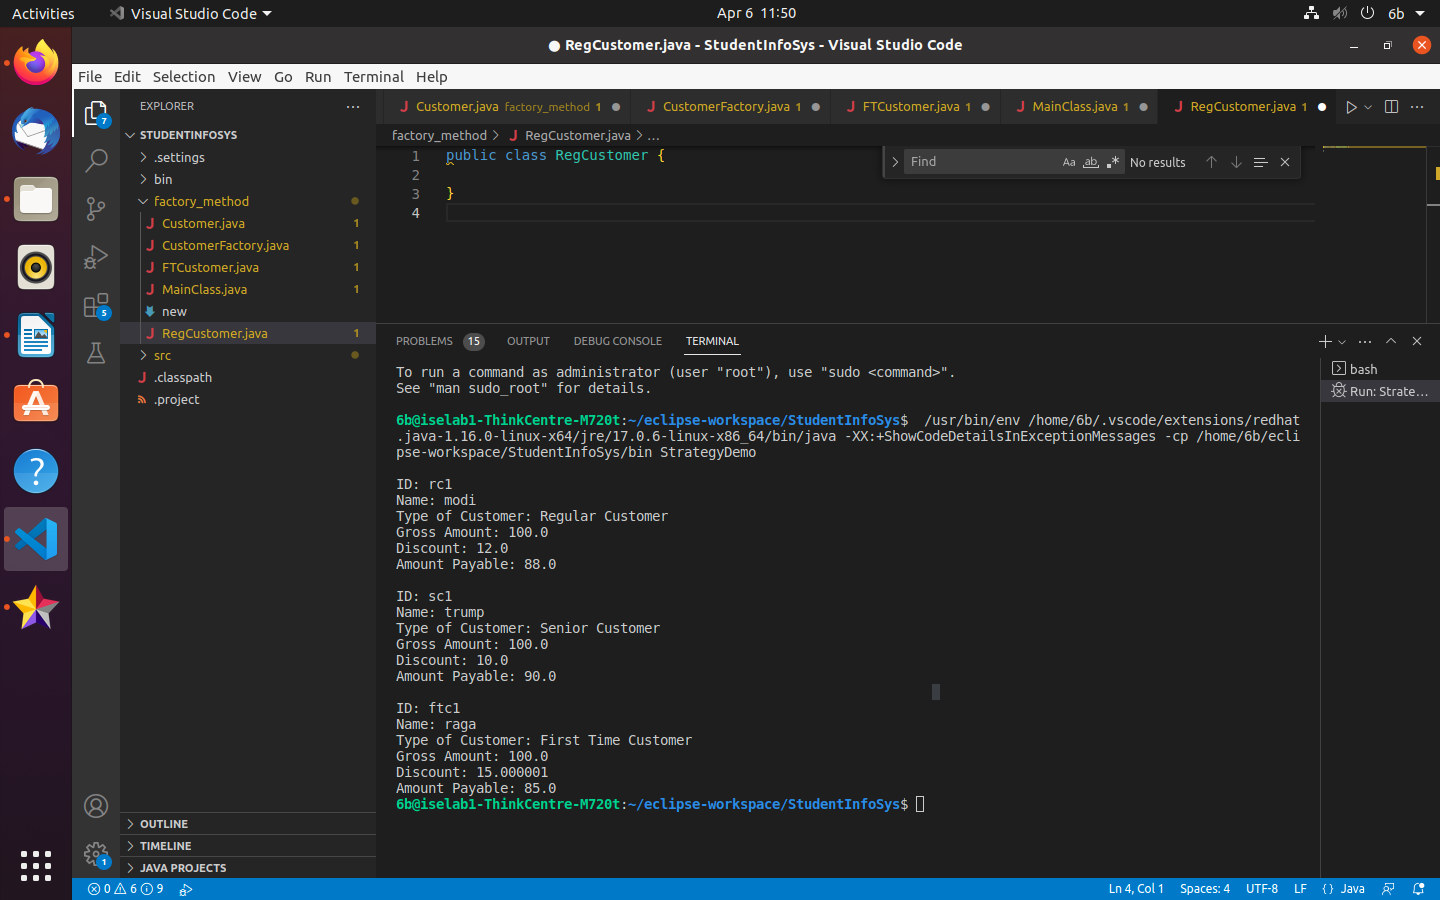 Activities
Visual Studio Code
Apr 6 11:50
6b
RegCustomer.java - StudentInfoSys - Visual Studio Code
File Edit Selection View Go Run Terminal Help
EXPLORER
Customer.java factory_method 1
CustomerFactory.java 1
FTCustomer.java 1
MainClass.java 1
RegCustomer.java 1
factory_method > RegCustomer.java > ...
STUDENTINFOSYS
.settings
bin
factory_method
Customer.java 1
CustomerFactory.java 1
FTCustomer.java 1
MainClass.java 1
new
RegCustomer.java 1
src
.classpath
.project
OUTLINE
TIMELINE
JAVA PROJECTS
7
5
1
1 public class RegCustomer {
2
3 }
4
Find
Aa ab .*
No results
PROBLEMS 15 OUTPUT DEBUG CONSOLE TERMINAL
bash
Run: Strate...
To run a command as administrator (user "root"), use "sudo <command>".
See "man sudo_root" for details.
6b@iselab1-ThinkCentre-M720t:~/eclipse-workspace/StudentInfoSys$ /usr/bin/env /home/6b/.vscode/extensions/redhat
.java-1.16.0-linux-x64/jre/17.0.6-linux-x86_64/bin/java -XX:+ShowCodeDetailsInExceptionMessages -cp /home/6b/ecli
pse-workspace/StudentInfoSys/bin StrategyDemo
ID: rc1
Name: modi
Type of Customer: Regular Customer
Gross Amount: 100.0
Discount: 12.0
Amount Payable: 88.0
ID: sc1
Name: trump
Type of Customer: Senior Customer
Gross Amount: 100.0
Discount: 10.0
Amount Payable: 90.0
ID: ftc1
Name: raga
Type of Customer: First Time Customer
Gross Amount: 100.0
Discount: 15.000001
Amount Payable: 85.0
6b@iselab1-ThinkCentre-M720t:~/eclipse-workspace/StudentInfoSys$
0 6 9
Ln 4, Col 1 Spaces: 4 UTF-8 LF {} Java